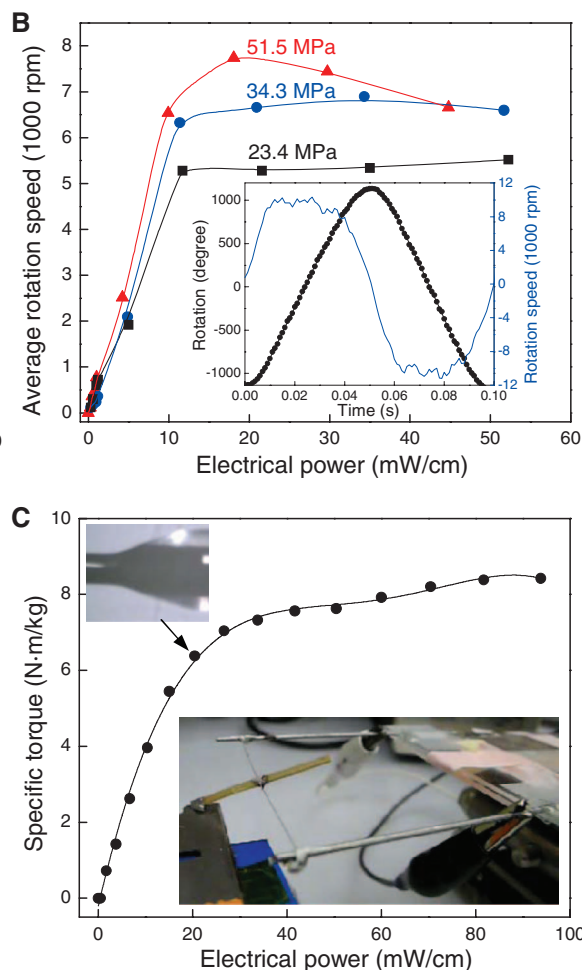 B
8
7
6
5
4
3
2
1
0
Average rotation speed (1000 rpm)
51.5 MPa
34.3 MPa
23.4 MPa
1000
500
0
-500
-1000
Rotation (degree)
12
8
4
0
-4
-8
-12
Rotation speed (1000 rpm)
0.00 0.02 0.04 0.06 0.08 0.10
Time (s)
0 10 20 30 40 50 60
Electrical power (mW/cm)
C
10
8
6
4
2
0
Specific torque (N·m/kg)
0 20 40 60 80 100
Electrical power (mW/cm)